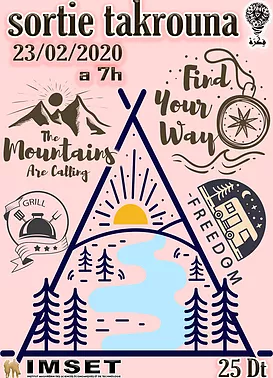 sortie takrouna
23/02/2020
a 7h
Find
Your
Way
The
Mountains
Are Calling
GRILL
FREEDOM
IMSET
25 Dt